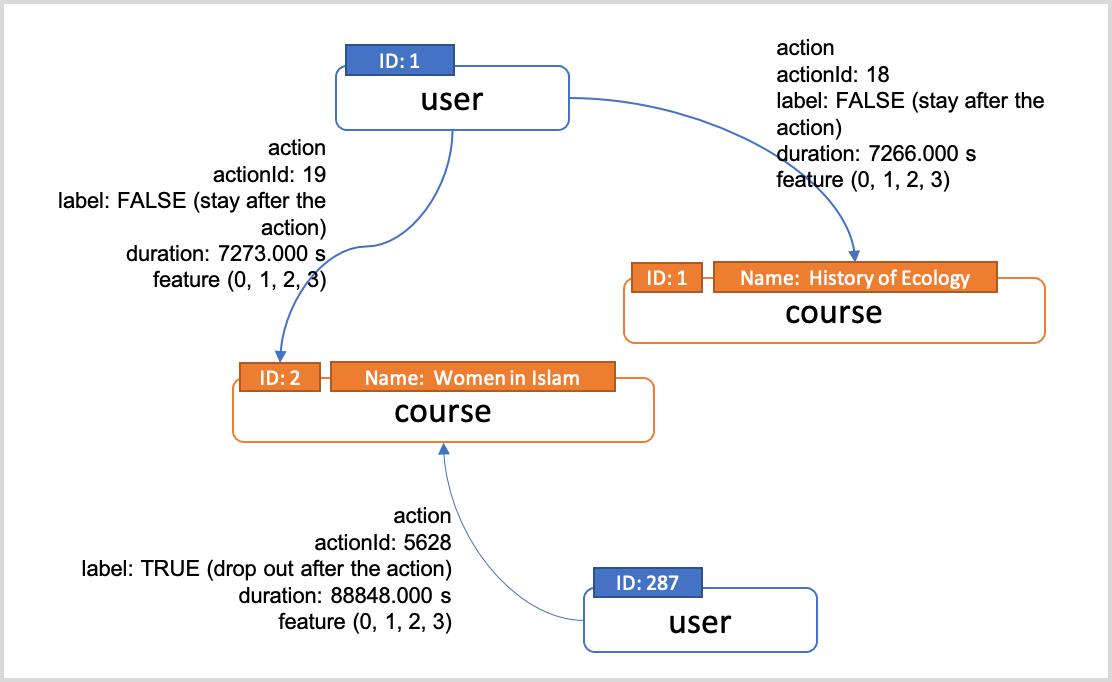 ID: 1
user
action
actionId: 18
label: FALSE (stay after the
action)
duration: 7266.000 s
feature (0, 1, 2, 3)
action
actionId: 19
label: FALSE (stay after the
action)
duration: 7273.000 s
feature (0, 1, 2, 3)
ID: 1
Name: History of Ecology
course
ID: 2
Name: Women in Islam
course
action
actionId: 5628
label: TRUE (drop out after the action)
duration: 88848.000 s
feature (0, 1, 2, 3)
ID: 287
user